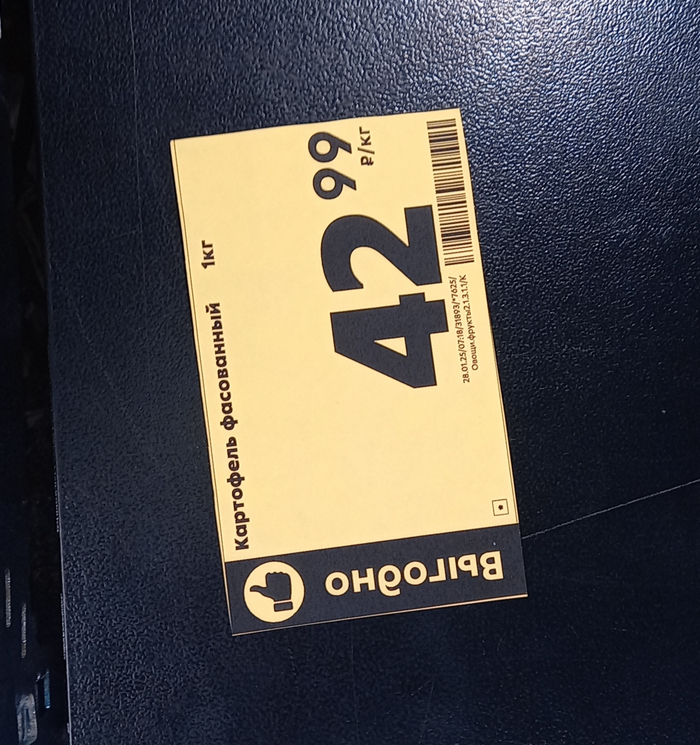 Выгодно
Картофель фасованный 1кг
42 99
₽/кг
28.01.25/07:18/31893/*7625/
Овощи.фрукты2.1.3.1.1/К